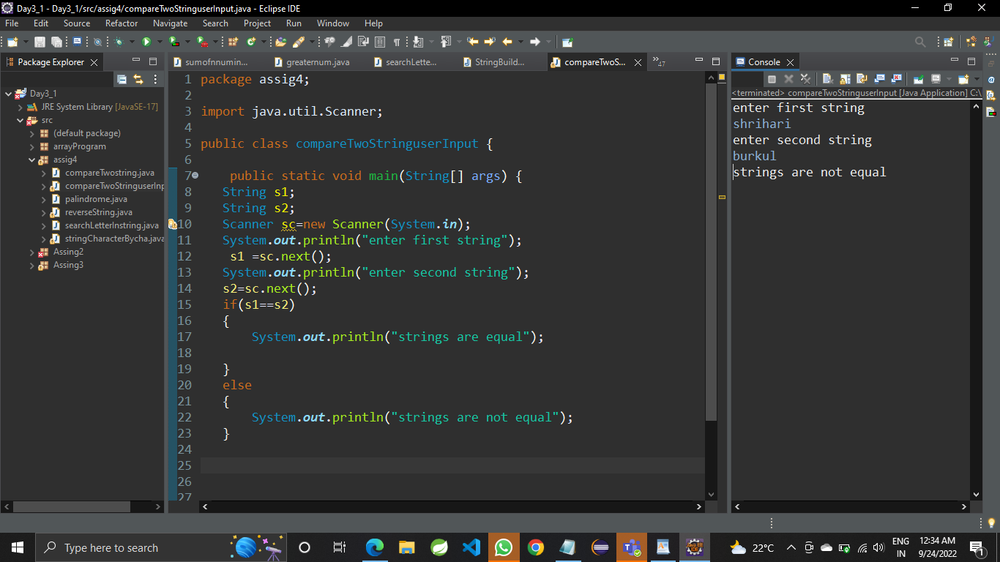 Day3_1 - Day3_1/src/assig4/compareTwoStringuserInput.java - Eclipse IDE
File Edit Source Refactor Navigate Search Project Run Window Help
Package Explorer
Day3_1
JRE System Library [JavaSE-17]
src
(default package)
arrayProgram
assig4
compareTwostring.java
compareTwoStringuserInp
palindrome.java
reverseString.java
searchLetterInstring.java
stringCharacterBycha.java
Assing2
Assing3
sumofnnumin... greaternum.java searchLette... StringBuild... compareTwoS... »47
1 package assig4;
2
3 import java.util.Scanner;
4
5 public class compareTwoStringuserInput {
6
7 public static void main(String[] args) {
8 String s1;
9 String s2;
10 Scanner sc=new Scanner(System.in);
11 System.out.println("enter first string");
12 s1 =sc.next();
13 System.out.println("enter second string");
14 s2=sc.next();
15 if(s1==s2)
16 {
17 System.out.println("strings are equal");
18
19 }
20 else
21 {
22 System.out.println("strings are not equal");
23 }
24
25
26
27
Console
<terminated> compareTwoStringuserInput [Java Application] C:\
enter first string
shrihari
enter second string
burkul
strings are not equal
Type here to search
22°C
ENG
IN
12:34 AM
9/24/2022
1